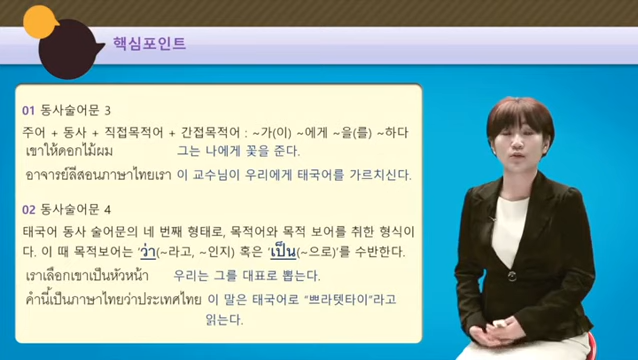 핵심포인트
01 동사술어문 3
주어 + 동사 + 직접목적어 + 간접목적어 : ~가(이) ~에게 ~을(를) ~하다
เขาให้ดอกไม้ผม 그는 나에게 꽃을 준다.
อาจารย์ลีสอนภาษาไทยเรา 이 교수님이 우리에게 태국어를 가르치신다.
02 동사술어문 4
태국어 동사 술어문의 네 번째 형태로, 목적어와 목적 보어를 취한 형식이
다. 이 때 목적보어는 'ว่า(~라고, ~인지) 혹은 'เป็น(~으로)'를 수반한다.
เราเลือกเขาเป็นหัวหน้า 우리는 그를 대표로 뽑는다.
คำนี้เป็นภาษาไทยว่าประเทศไทย 이 말은 태국어로 "쁘라텟타이"라고
읽는다.